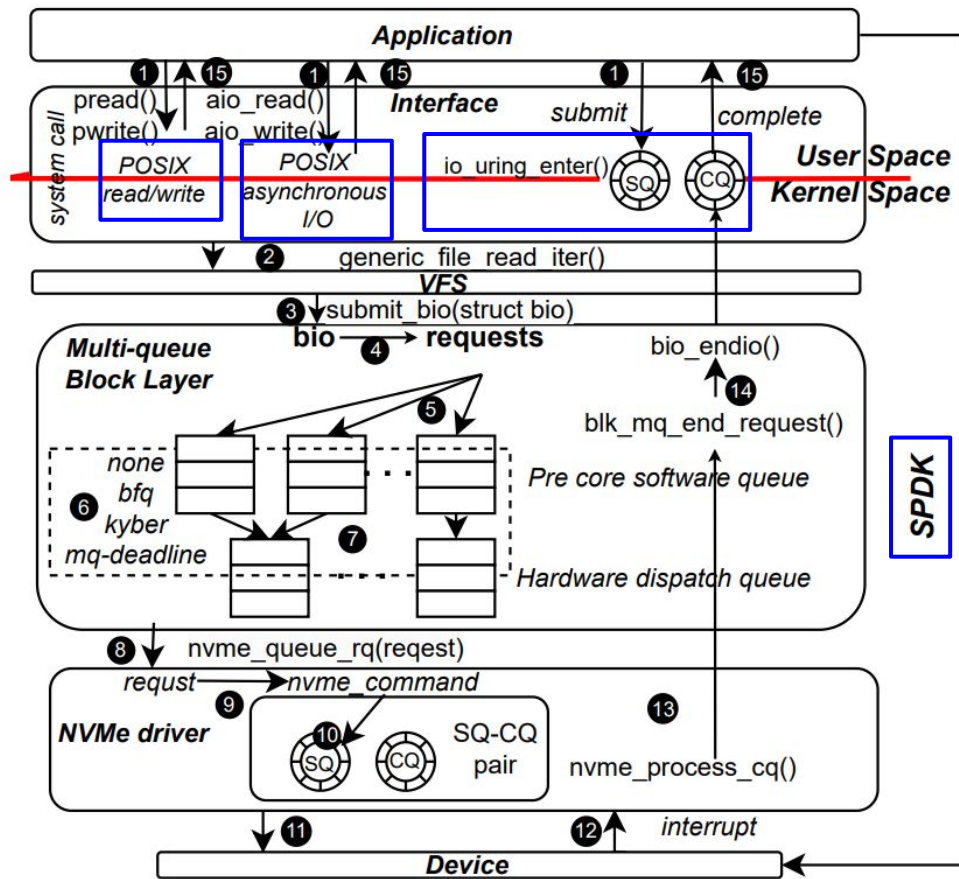 Application
1
15
1
15
1
15
pread()
pwrite()
aio_read()
aio_write()
Interface
submit
complete
system call
POSIX
read/write
POSIX
asynchronous
I/O
io_uring_enter()
SQ
CQ
User Space
Kernel Space
2
generic_file_read_iter()
VFS
3
submit_bio(struct bio)
bio
4
requests
Multi-queue
Block Layer
bio_endio()
14
blk_mq_end_request()
5
none
bfq
kyber
mq-deadline
6
. . .
Pre core software queue
7
. . .
Hardware dispatch queue
SPDK
8
nvme_queue_rq(reqest)
requst
nvme_command
9
NVMe driver
10
SQ
CQ
SQ-CQ
pair
13
nvme_process_cq()
11
12
interrupt
Device